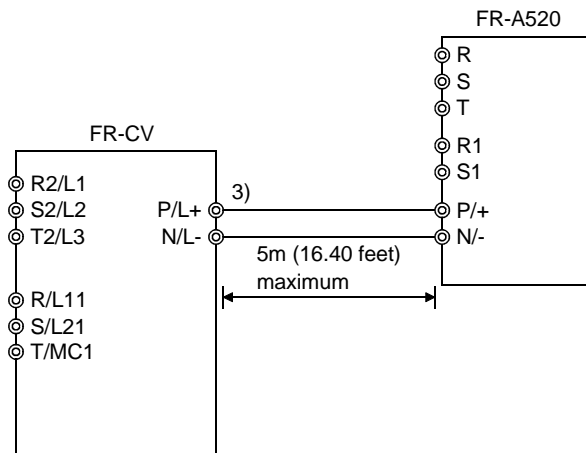 FR-A520
R
S
T
R1
S1
P/+
N/-
FR-CV
R2/L1
S2/L2
T2/L3
R/L11
S/L21
T/MC1
P/L+
N/L-
3)
5m (16.40 feet)
maximum